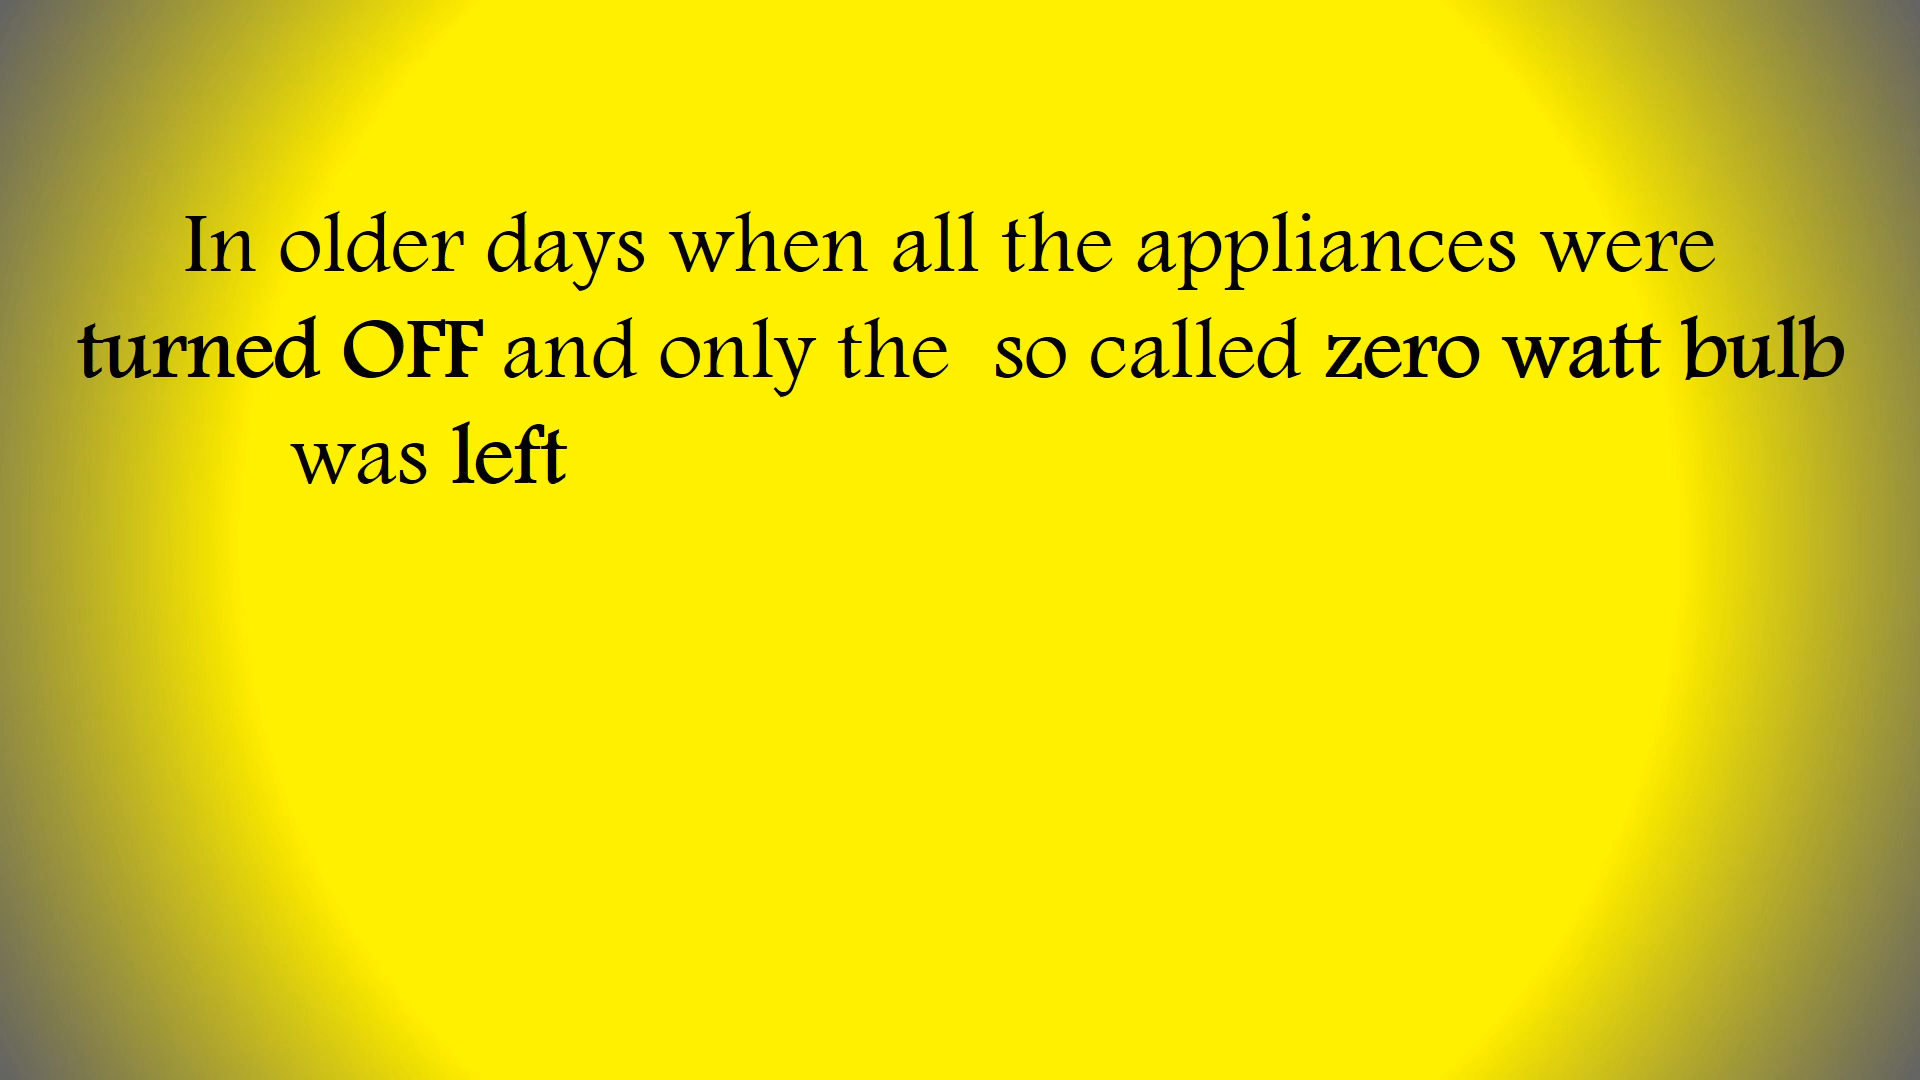 In older days when all the appliances were
turned OFF and only the  so called zero watt bulb
was left